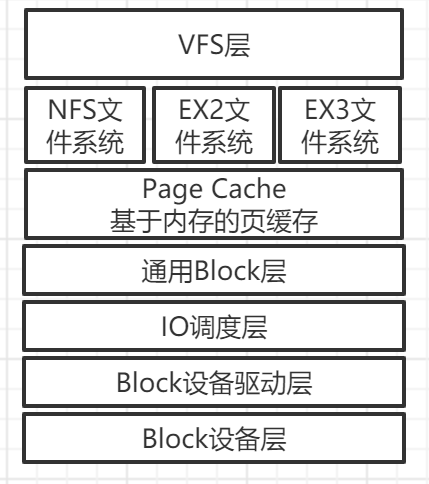 VFS层
NFS文
件系统
EX2文
件系统
EX3文
件系统
Page Cache
基于内存的页缓存
通用Block层
IO调度层
Block设备驱动层
Block设备层